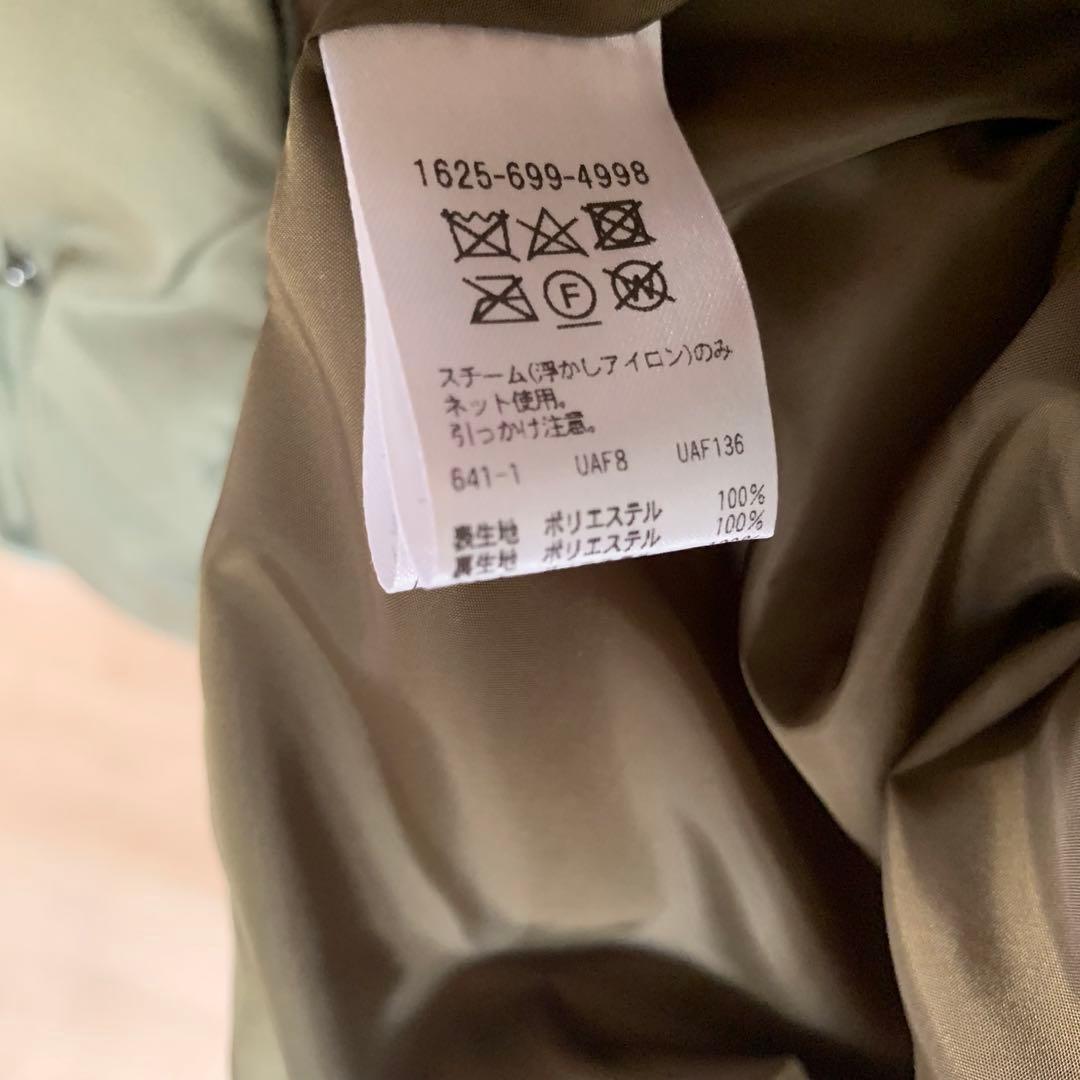 1625-699-4998
F
W
スチーム(浮かしアイロン)のみ
ネット使用。
引っかけ注意。
641-1 UAF8 UAF136
表生地 ポリエステル 100%
裏生地 ポリエステル 100%